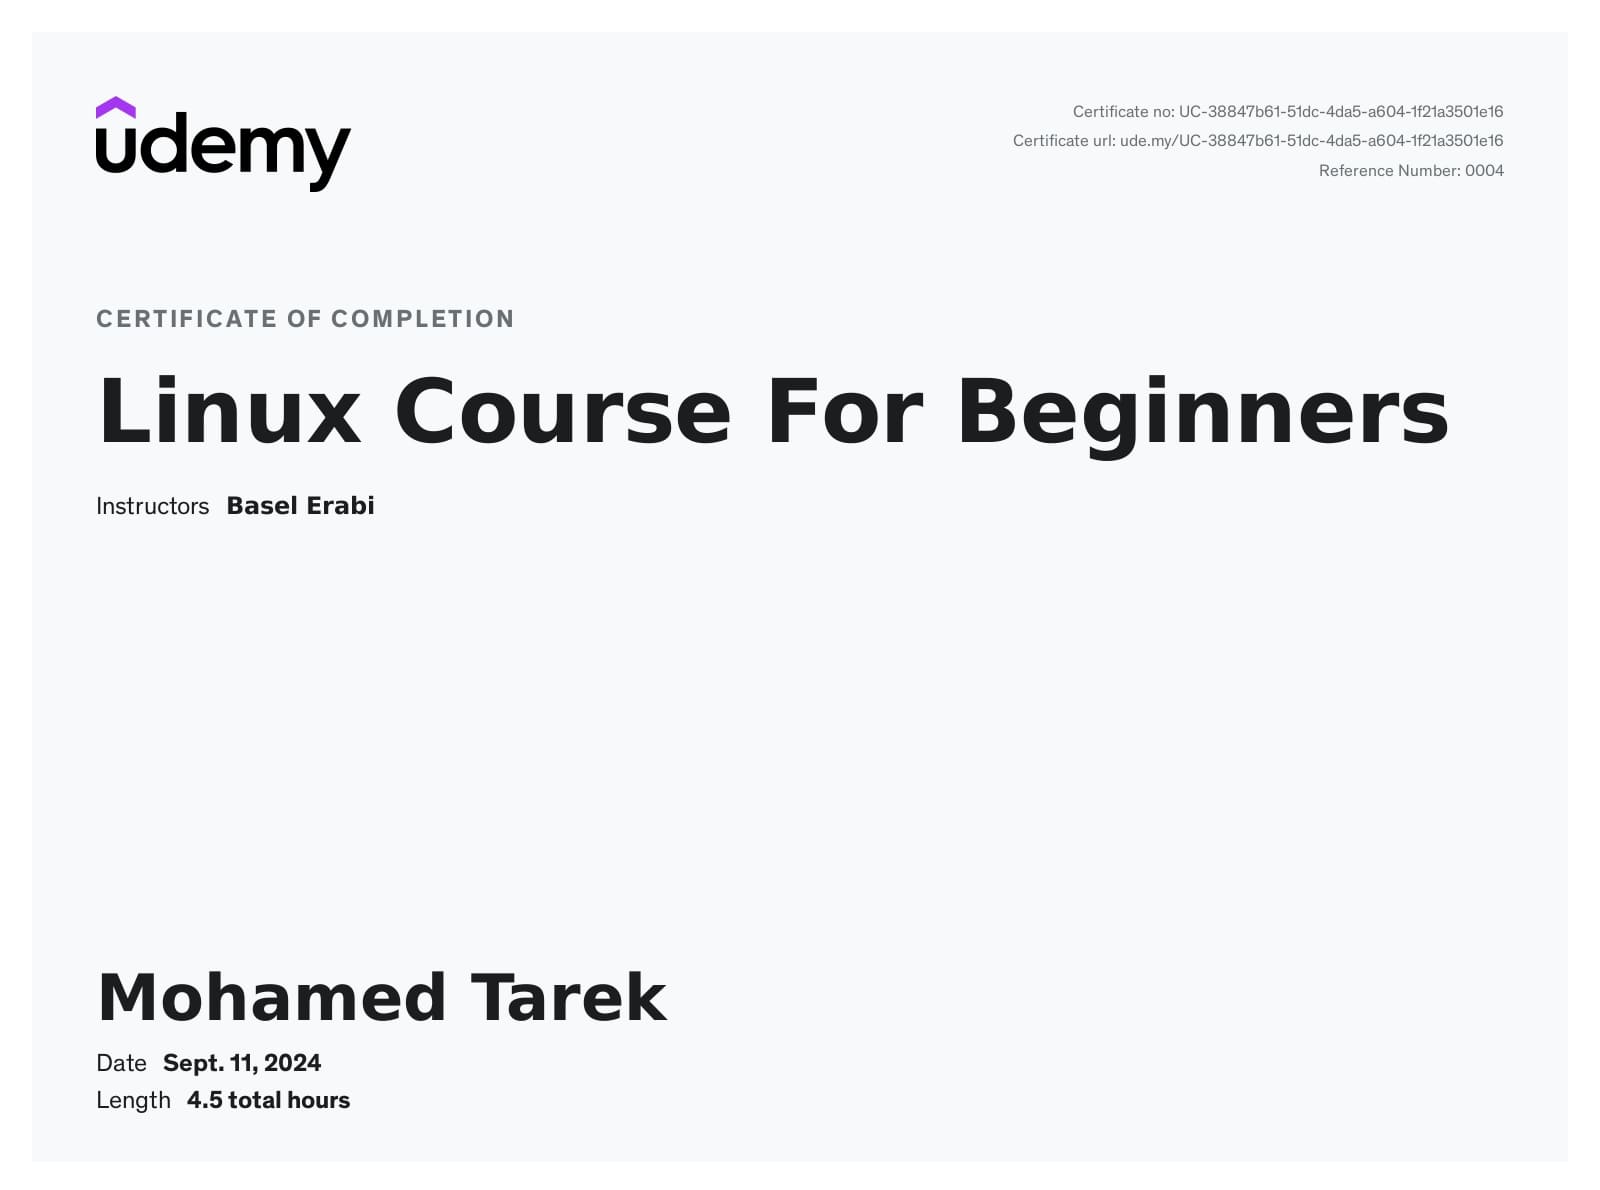 udemy
Certificate no: UC-38847b61-51dc-4da5-a604-1f21a3501e16
Certificate url: ude.my/UC-38847b61-51dc-4da5-a604-1f21a3501e16
Reference Number: 0004
CERTIFICATE OF COMPLETION
Linux Course For Beginners
Instructors Basel Erabi
Mohamed Tarek
Date Sept. 11, 2024
Length 4.5 total hours